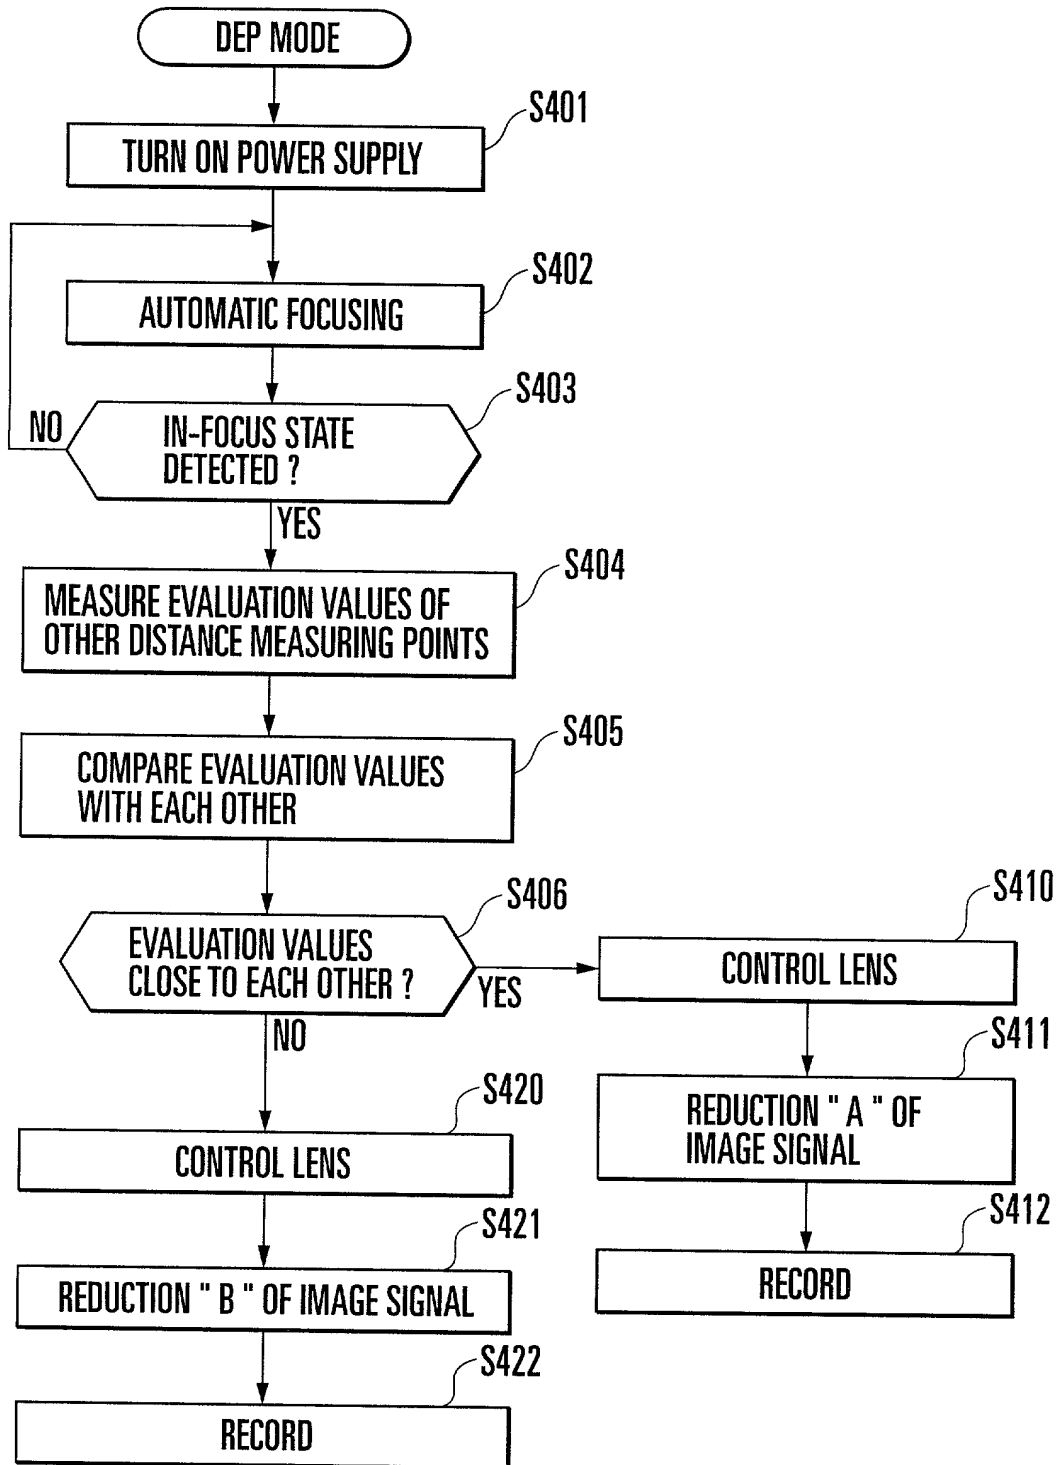 DEP MODE
S401
TURN ON POWER SUPPLY
S402
AUTOMATIC FOCUSING
S403
NO
IN-FOCUS STATE
DETECTED ?
YES
S404
MEASURE EVALUATION VALUES OF
OTHER DISTANCE MEASURING POINTS
S405
COMPARE EVALUATION VALUES
WITH EACH OTHER
S406
EVALUATION VALUES
CLOSE TO EACH OTHER ?
YES
NO
S410
CONTROL LENS
S411
REDUCTION " A " OF
IMAGE SIGNAL
S412
RECORD
S420
CONTROL LENS
S421
REDUCTION " B " OF IMAGE SIGNAL
S422
RECORD